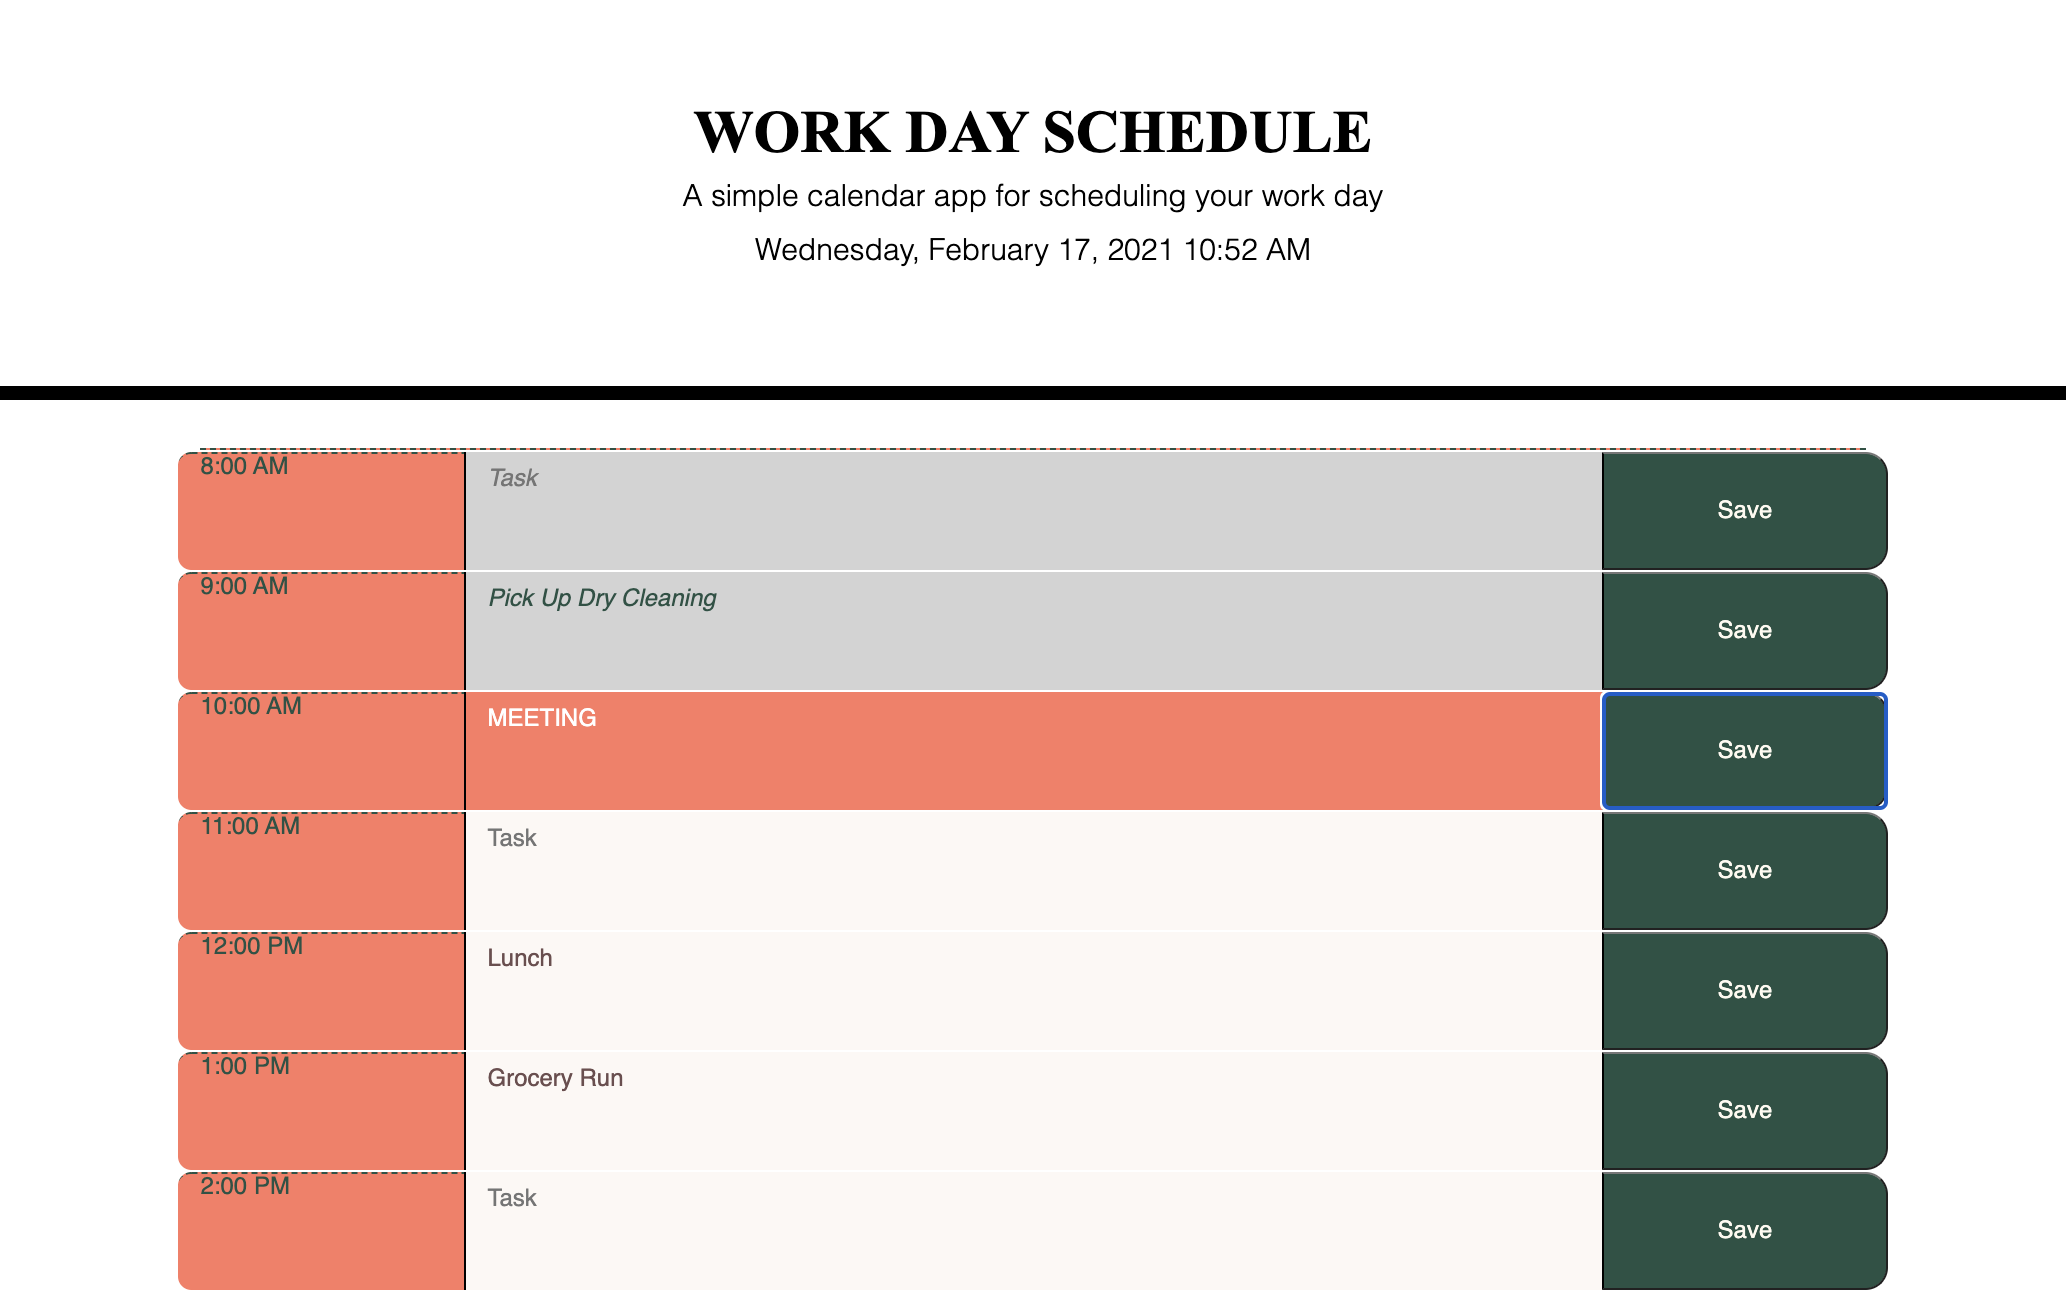 WORK DAY SCHEDULE
A simple calendar app for scheduling your work day
Wednesday, February 17, 2021 10:52 AM
8:00 AM Task Save
9:00 AM Pick Up Dry Cleaning Save
10:00 AM MEETING Save
11:00 AM Task Save
12:00 PM Lunch Save
1:00 PM Grocery Run Save
2:00 PM Task Save